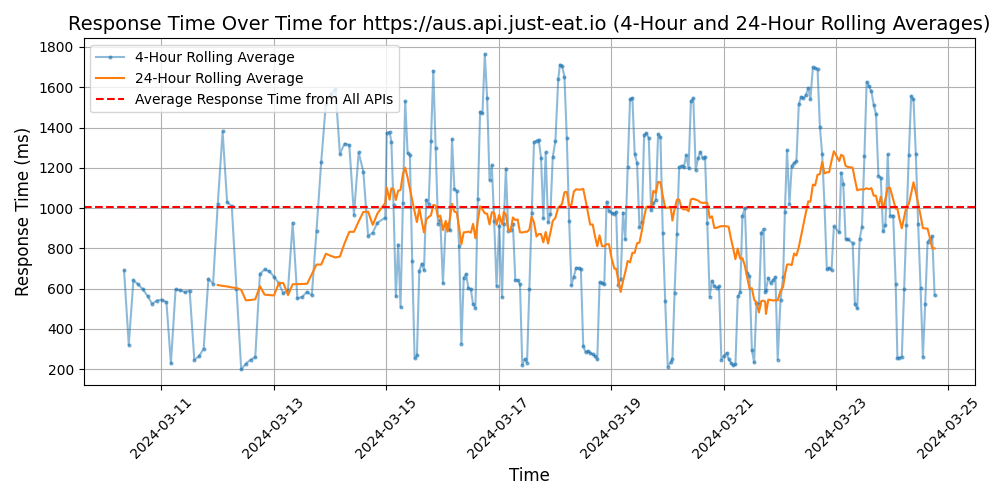 Response Time Over Time for https://aus.api.just-eat.io (4-Hour and 24-Hour Rolling Averages)
4-Hour Rolling Average
24-Hour Rolling Average
Average Response Time from All APIs
Response Time (ms)
1800
1600
1400
1200
1000
800
600
400
200
2024-03-11
2024-03-13
2024-03-15
2024-03-17
2024-03-19
2024-03-21
2024-03-23
2024-03-25
Time